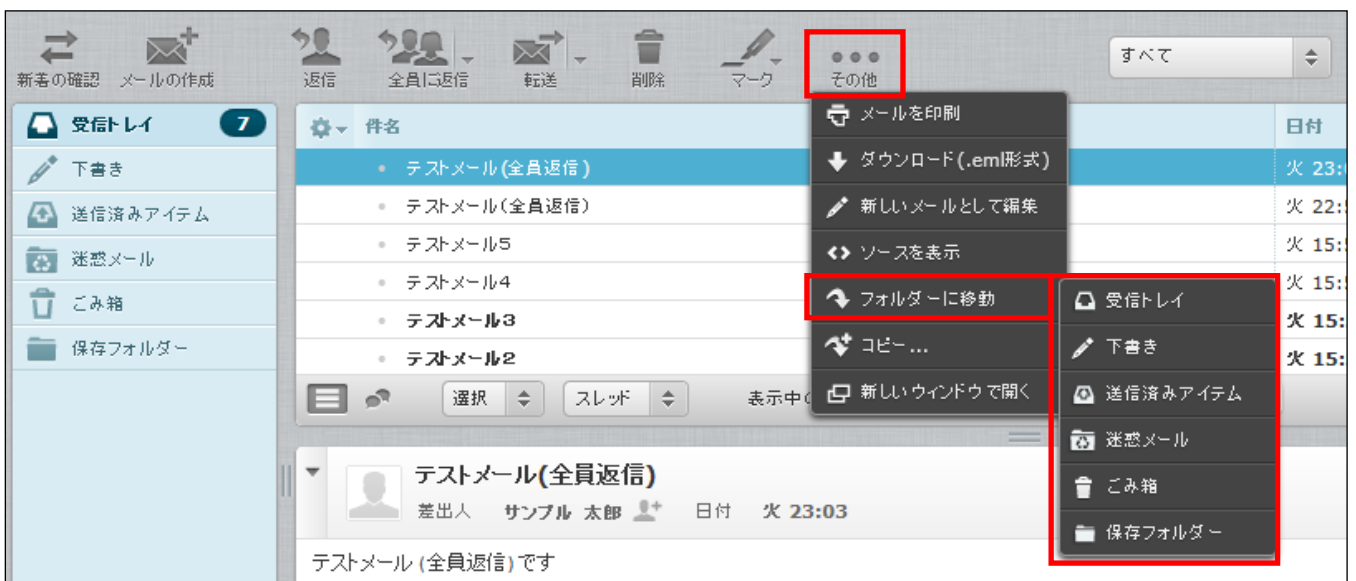 新着の確認 メールの作成 返信 全員に返信 転送 削除 マーク その他 すべて
受信トレイ 7
下書き
送信済みアイテム
迷惑メール
ごみ箱
保存フォルダー
件名 日付
テストメール(全員返信) 火 23:
テストメール(全員返信) 火 22:
テストメール5 火 15:
テストメール4 火 15:
テストメール3 火 15:
テストメール2 火 15:
メールを印刷
ダウンロード(.eml形式)
新しいメールとして編集
ソースを表示
フォルダーに移動
コピー...
新しいウィンドウで開く
受信トレイ
下書き
送信済みアイテム
迷惑メール
ごみ箱
保存フォルダー
選択 スレッド 表示中
テストメール(全員返信)
差出人 サンプル 太郎 日付 火 23:03
テストメール (全員返信)です